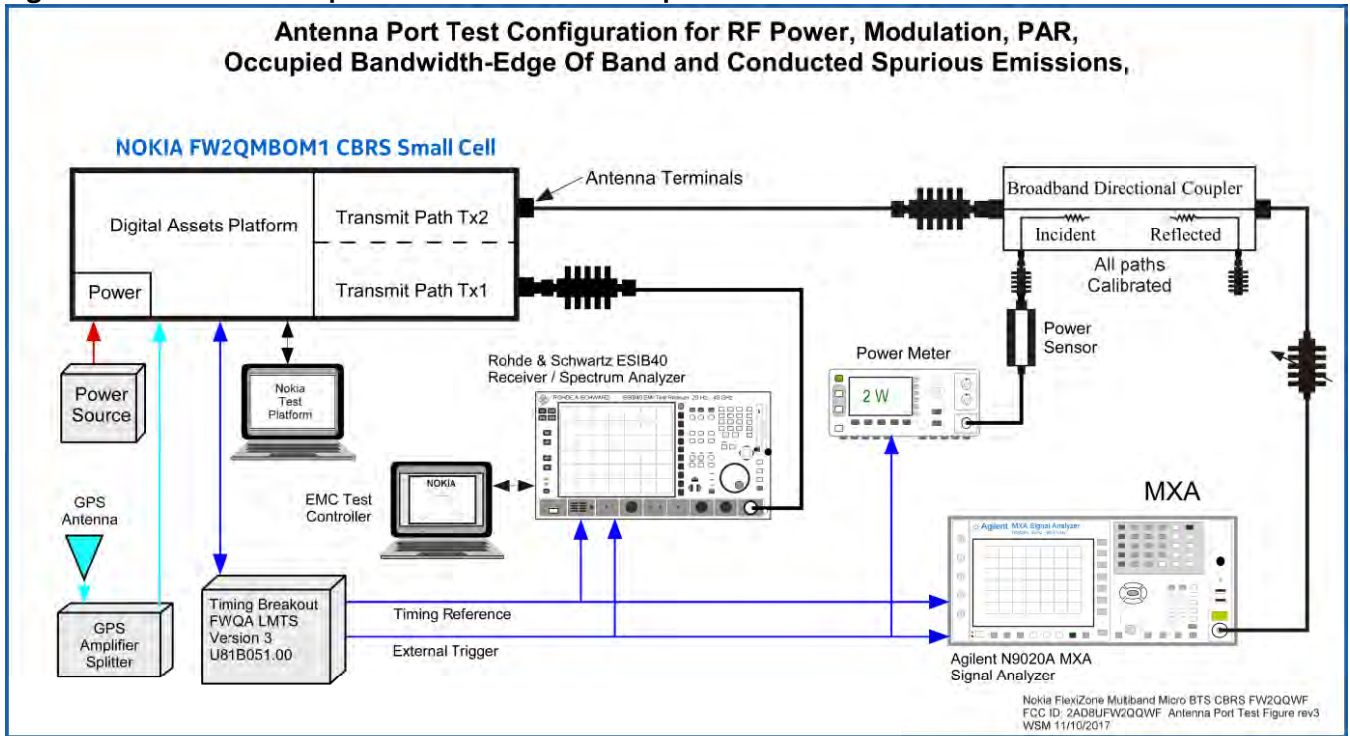 Antenna Port Test Configuration for RF Power, Modulation, PAR,
Occupied Bandwidth-Edge Of Band and Conducted Spurious Emissions,
NOKIA FW2QMBOM1 CBRS Small Cell
Antenna Terminals
Broadband Directional Coupler
Digital Assets Platform
Transmit Path Tx2
Incident
Reflected
All paths
Calibrated
Power
Transmit Path Tx1
Power
Sensor
Power Meter
2 W
Rohde & Schwartz ESIB40
Receiver / Spectrum Analyzer
Power
Source
Nokia
Test
Platform
NOKIA
EMC Test
Controller
MXA
GPS
Antenna
Agilent MXA Signal Analyzer
Timing Breakout
FWQA LMTS
Version 3
U81B051.00
Timing Reference
External Trigger
GPS
Amplifier
Splitter
Agilent N9020A MXA
Signal Analyzer
Nokia FlexiZone Multiband Micro BTS CBRS FW2QQWF
FCC ID: 2AD8UFW2QQWF Antenna Port Test Figure rev3
WSM 11/10/2017